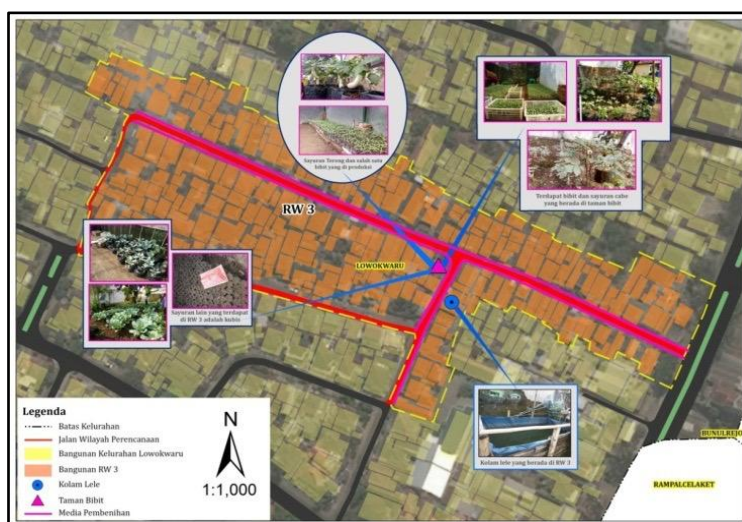 Sayuran Terong dan salah satu
bibit yang di produksi
Terdapat bibit dan sayuran cabe
yang berada di taman bibit
RW 3
LOWOKWARU
Sayuran lain yang terdapat
di RW 3 adalah kubis
Kolam lele yang berada di RW 3
BUNULREJO
RAMPALCELAKET
Legenda
Batas Kelurahan
Jalan Wilayah Perencanaan
Bangunan Kelurahan Lowokwaru
Bangunan RW 3
Kolam Lele
Taman Bibit
Media Pembenihan
N
1:1,000